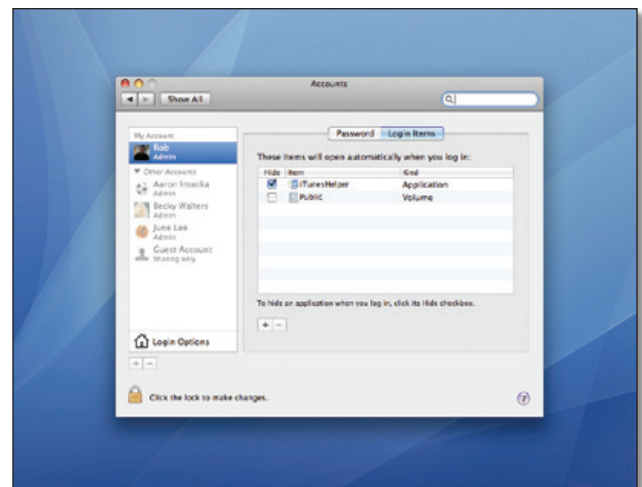 Accounts
Show All
My Account
Rob
Admin
Other Accounts
Aaron Imaoka
Admin
Becky Walters
Admin
June Lee
Admin
Guest Account
Sharing only
Login Options
Password Login Items
These items will open automatically when you log in:
Hide Item Kind
iTunesHelper Application
Public Volume
To hide an application when you log in, click its Hide checkbox.
Click the lock to make changes.